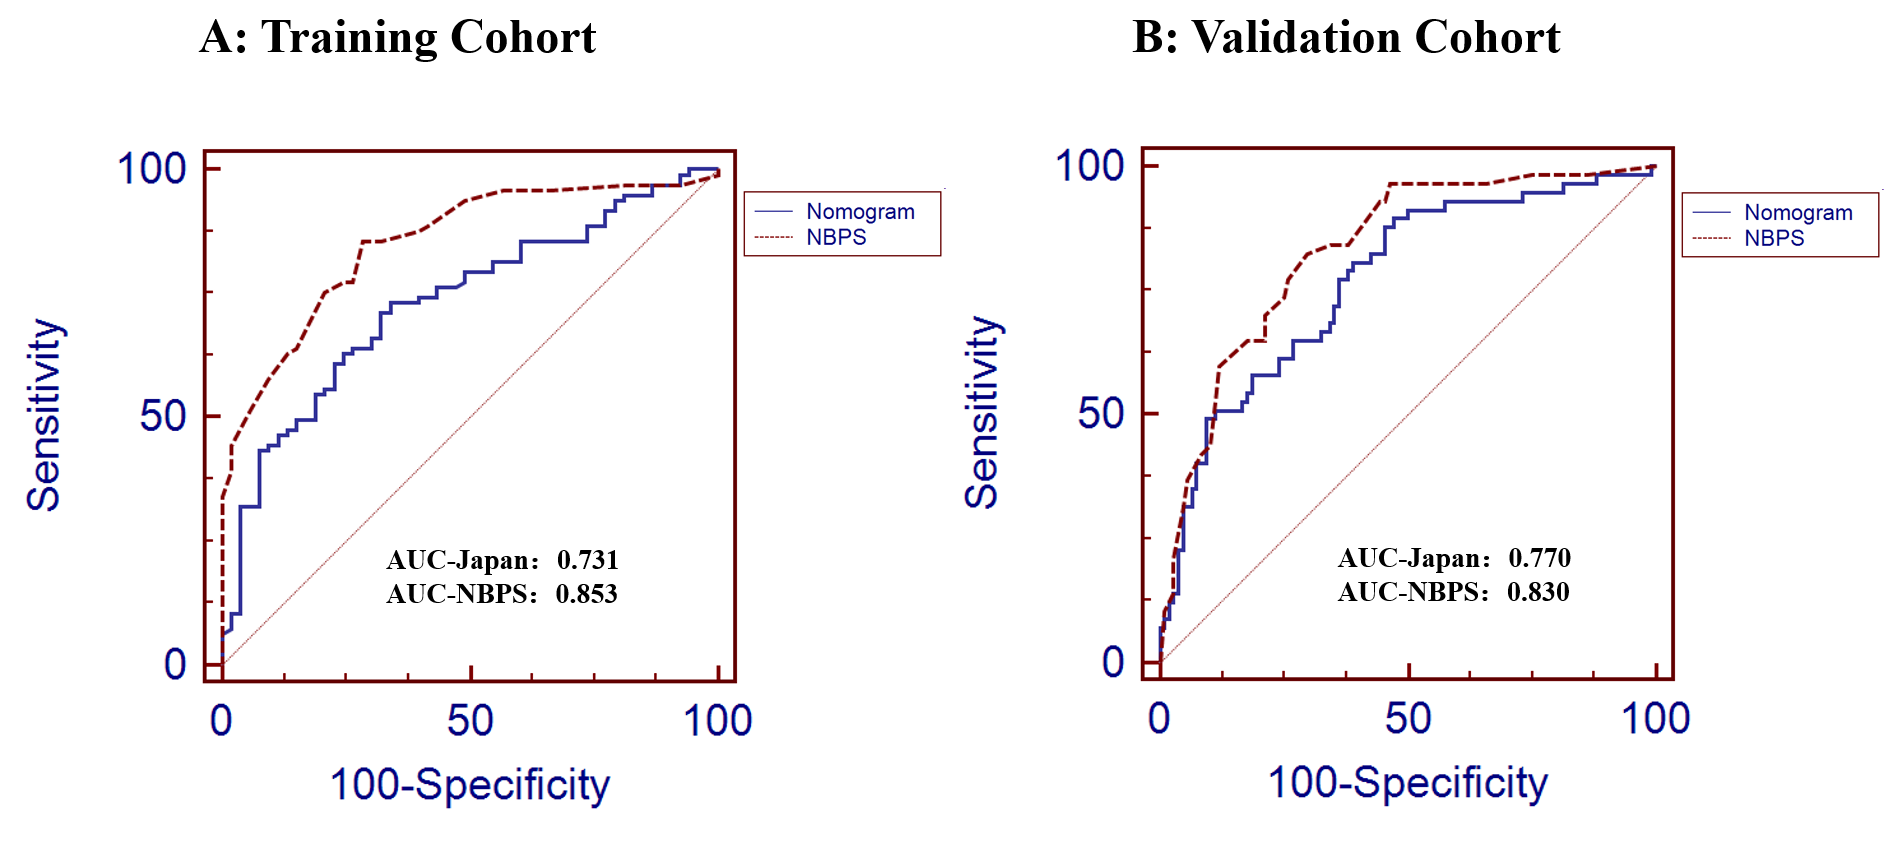 A: Training Cohort
100
50
0
Sensitivity
0 50 100
100-Specificity
Nomogram
NBPS
AUC-Japan：0.731
AUC-NBPS：0.853
B: Validation Cohort
100
50
0
Sensitivity
0 50 100
100-Specificity
Nomogram
NBPS
AUC-Japan：0.770
AUC-NBPS：0.830